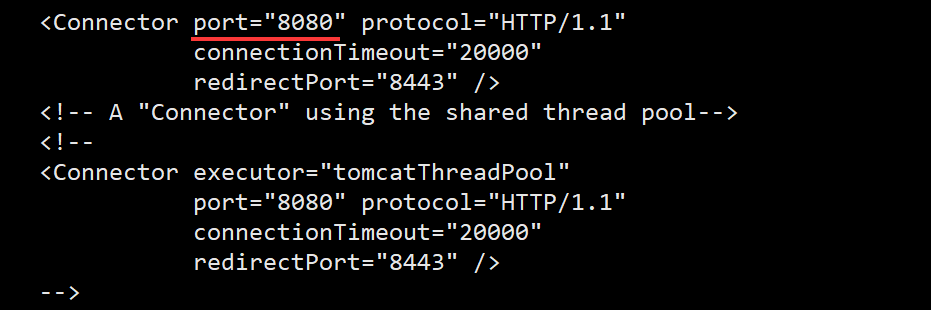 <Connector port="8080" protocol="HTTP/1.1"
connectionTimeout="20000"
redirectPort="8443" />
<!-- A "Connector" using the shared thread pool-->
<!--
<Connector executor="tomcatThreadPool"
port="8080" protocol="HTTP/1.1"
connectionTimeout="20000"
redirectPort="8443" />
-->